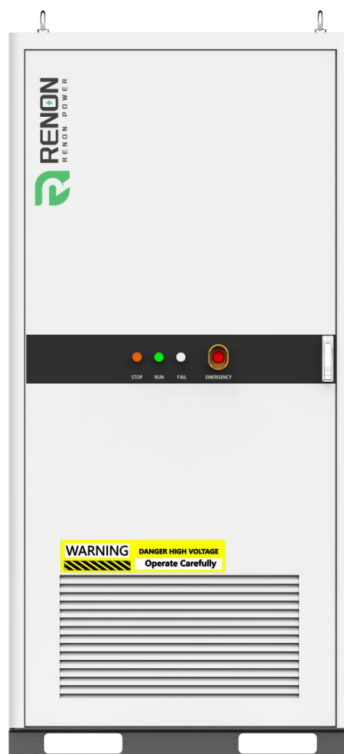 RENON
RENON POWER
STOP RUN FAIL EMERGENCY
WARNING
DANGER HIGH VOLTAGE
Operate Carefully